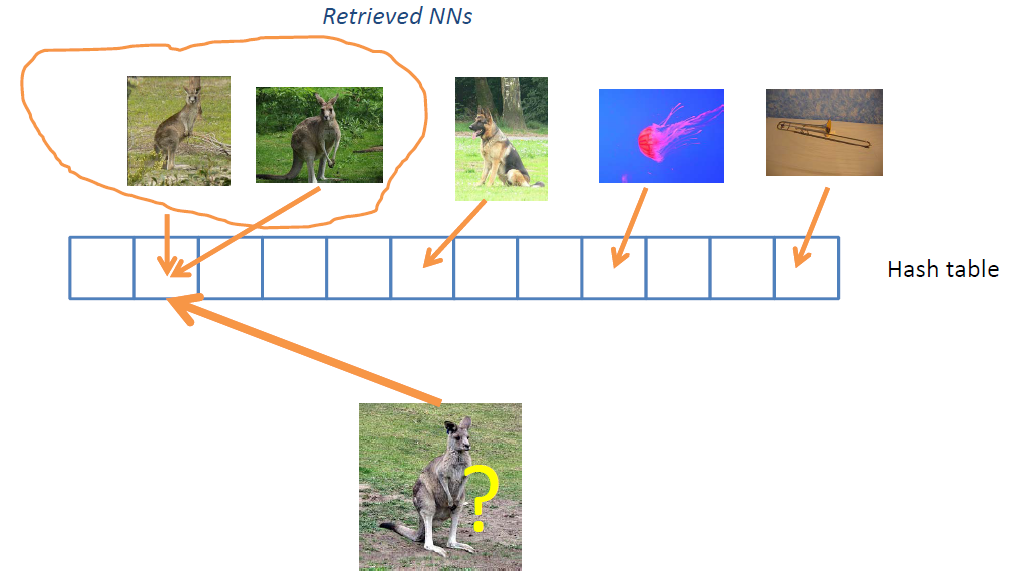 Retrieved NNs
Hash table
?